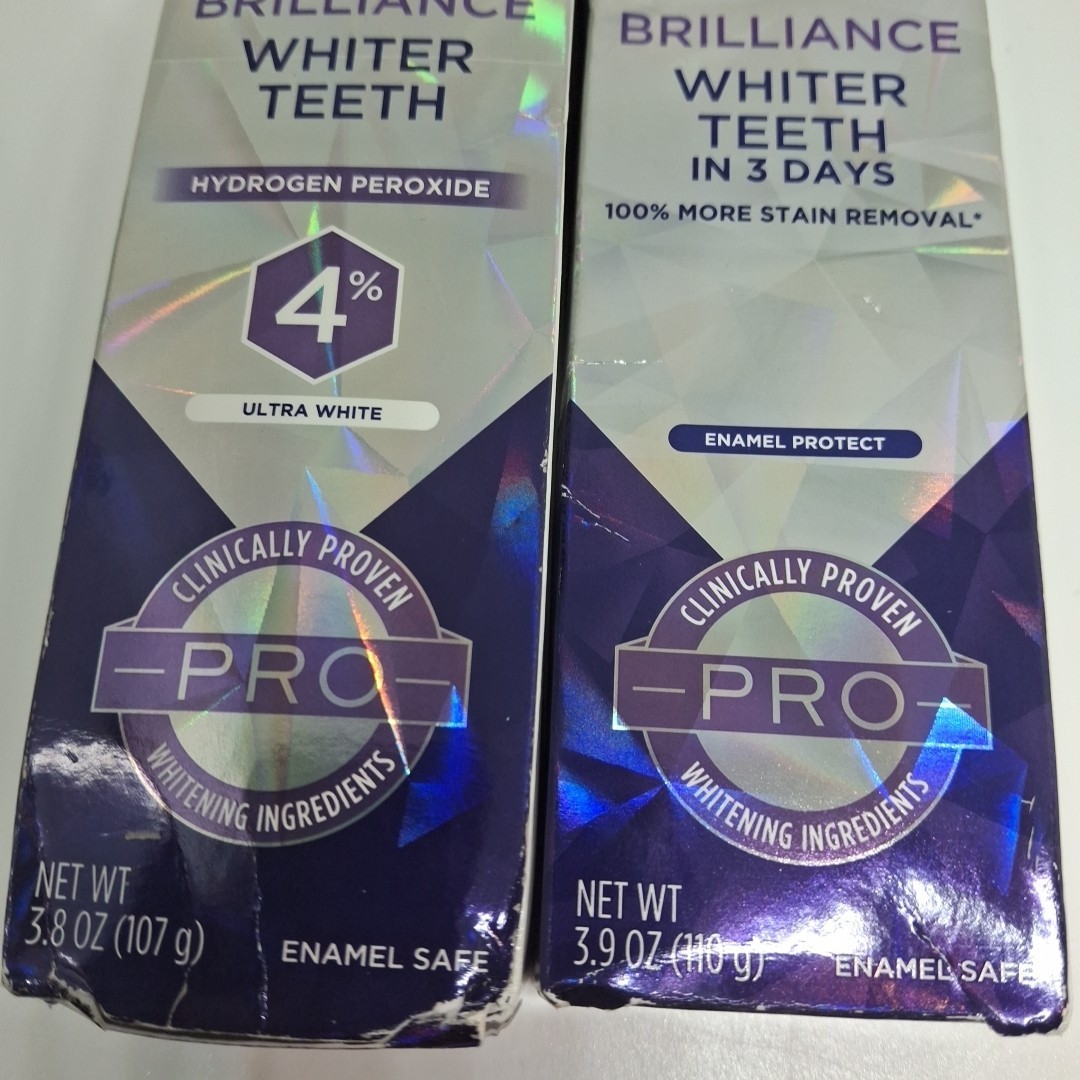 BRILLIANCE
WHITER
TEETH
HYDROGEN PEROXIDE
4%
ULTRA WHITE
CLINICALLY PROVEN
PRO
WHITENING INGREDIENTS
NET WT
3.8 OZ (107 g)
ENAMEL SAFE
BRILLIANCE
WHITER
TEETH
IN 3 DAYS
100% MORE STAIN REMOVAL*
ENAMEL PROTECT
CLINICALLY PROVEN
PRO
WHITENING INGREDIENTS
NET WT
3.9 OZ (110 g)
ENAMEL SAFE